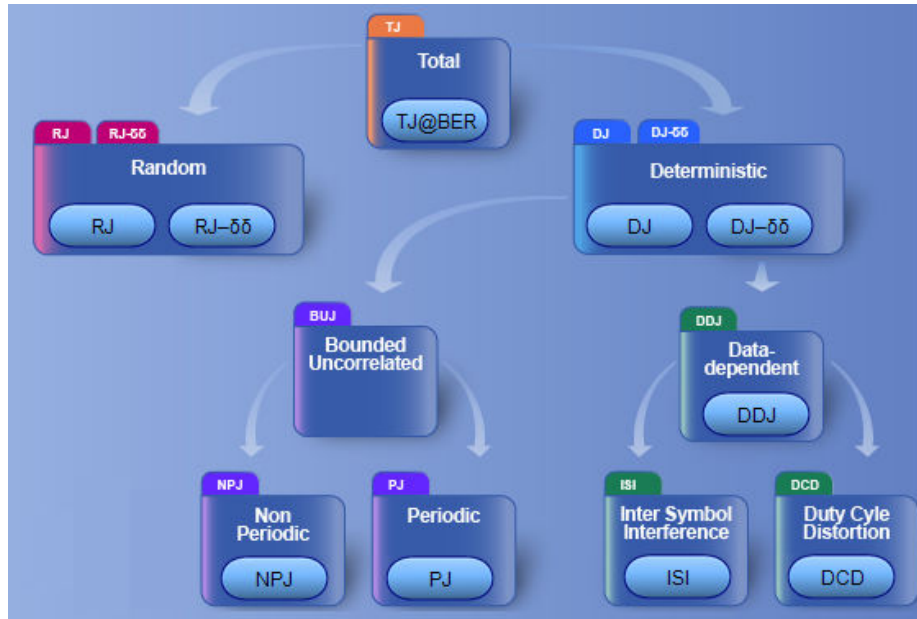 TJ
Total
TJ@BER
RJ
RJ-δδ
Random
RJ–δδ
RJ
DJ
DJ-δδ
Deterministic
DJ
DJ–δδ
BUJ
Bounded
Uncorrelated
DDJ
Data-
dependent
DDJ
NPJ
Non
Periodic
NPJ
PJ
Periodic
PJ
ISI
Inter Symbol
Interference
ISI
DCD
Duty Cyle
Distortion
DCD